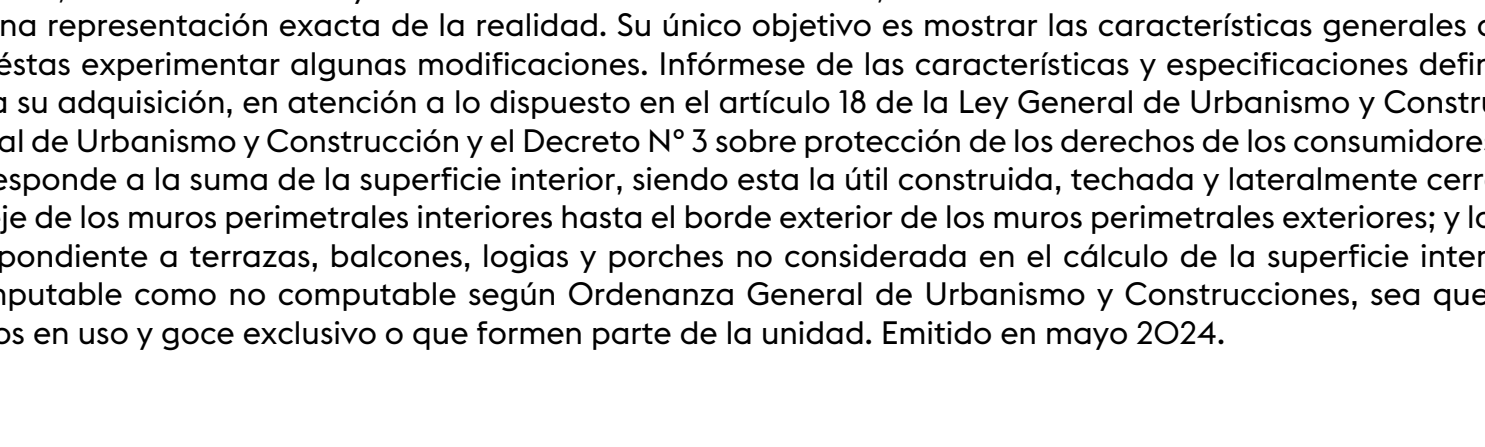 na representación exacta de la realidad. Su único objetivo es mostrar las características generales
éstas experimentar algunas modificaciones. Infórmese de las características y especificaciones defin
a su adquisición, en atención a lo dispuesto en el artículo 18 de la Ley General de Urbanismo y Constru
al de Urbanismo y Construcción y el Decreto N° 3 sobre protección de los derechos de los consumidores
esponde a la suma de la superficie interior, siendo esta la útil construida, techada y lateralmente cerr
eje de los muros perimetrales interiores hasta el borde exterior de los muros perimetrales exteriores; y la
pondiente a terrazas, balcones, logias y porches no considerada en el cálculo de la superficie inter
mputable como no computable según Ordenanza General de Urbanismo y Construcciones, sea que
os en uso y goce exclusivo o que formen parte de la unidad. Emitido en mayo 2024.